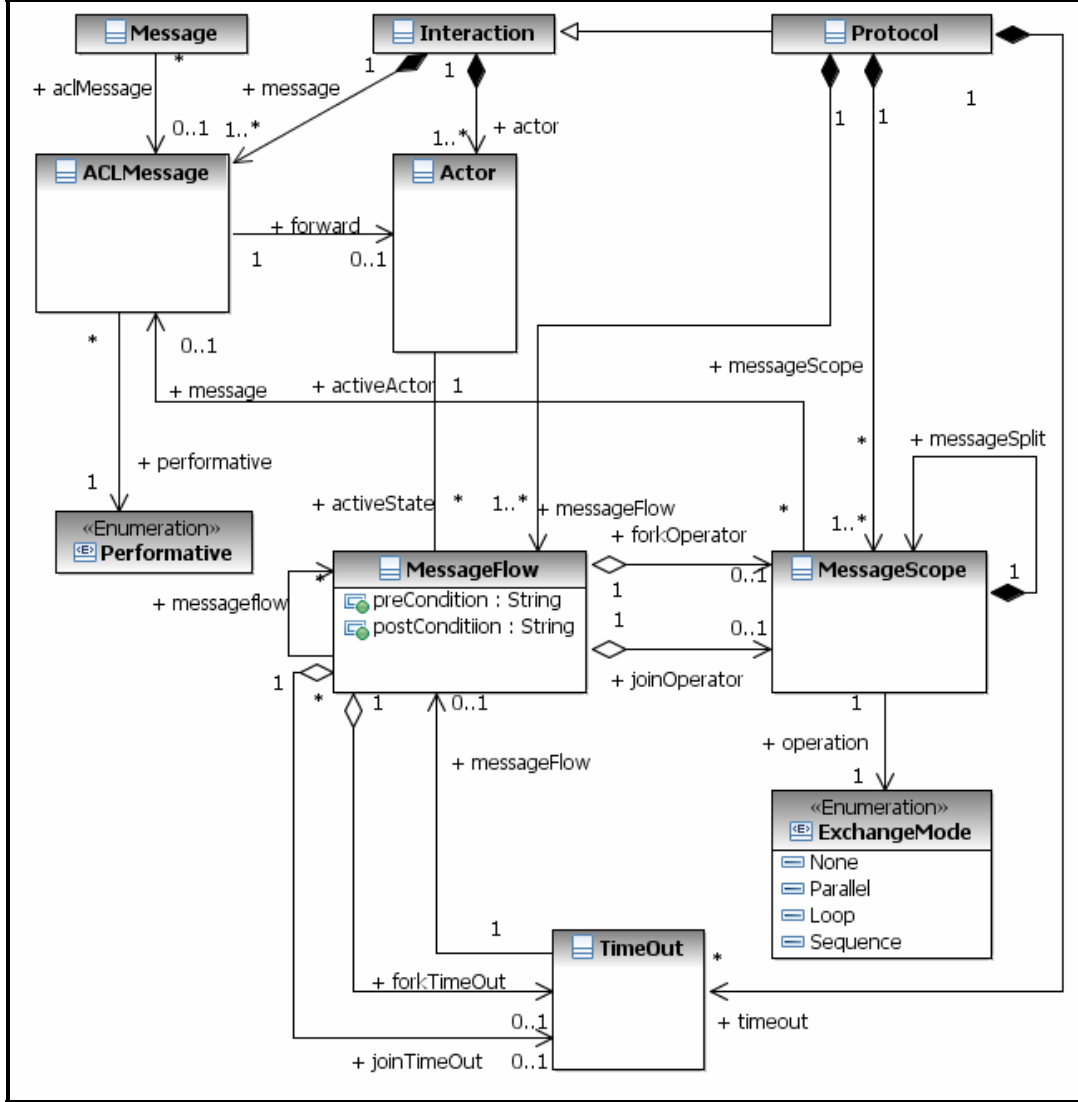 Message
Interaction
Protocol
*
1
1
1
1
1
+ aclMessage
+ message
+ actor
0..1
1..*
1..*
ACLMessage
Actor
+ forward
1
0..1
*
0..1
+ message
+ activeActor
1
+ messageScope
*
+ messageSplit
+ performative
1
+ activeState
*
1..*
+ messageFlow
*
1..*
«Enumeration»
<E> Performative
+ forkOperator
MessageFlow
MessageScope
*
1
0..1
1
+ messageflow
preCondition : String
postConditiion : String
1
0..1
+ joinOperator
1
*
1
0..1
1
+ operation
+ messageFlow
1
«Enumeration»
<E> ExchangeMode
None
Parallel
Loop
Sequence
1
TimeOut
*
+ forkTimeOut
0..1
+ timeout
+ joinTimeOut
0..1